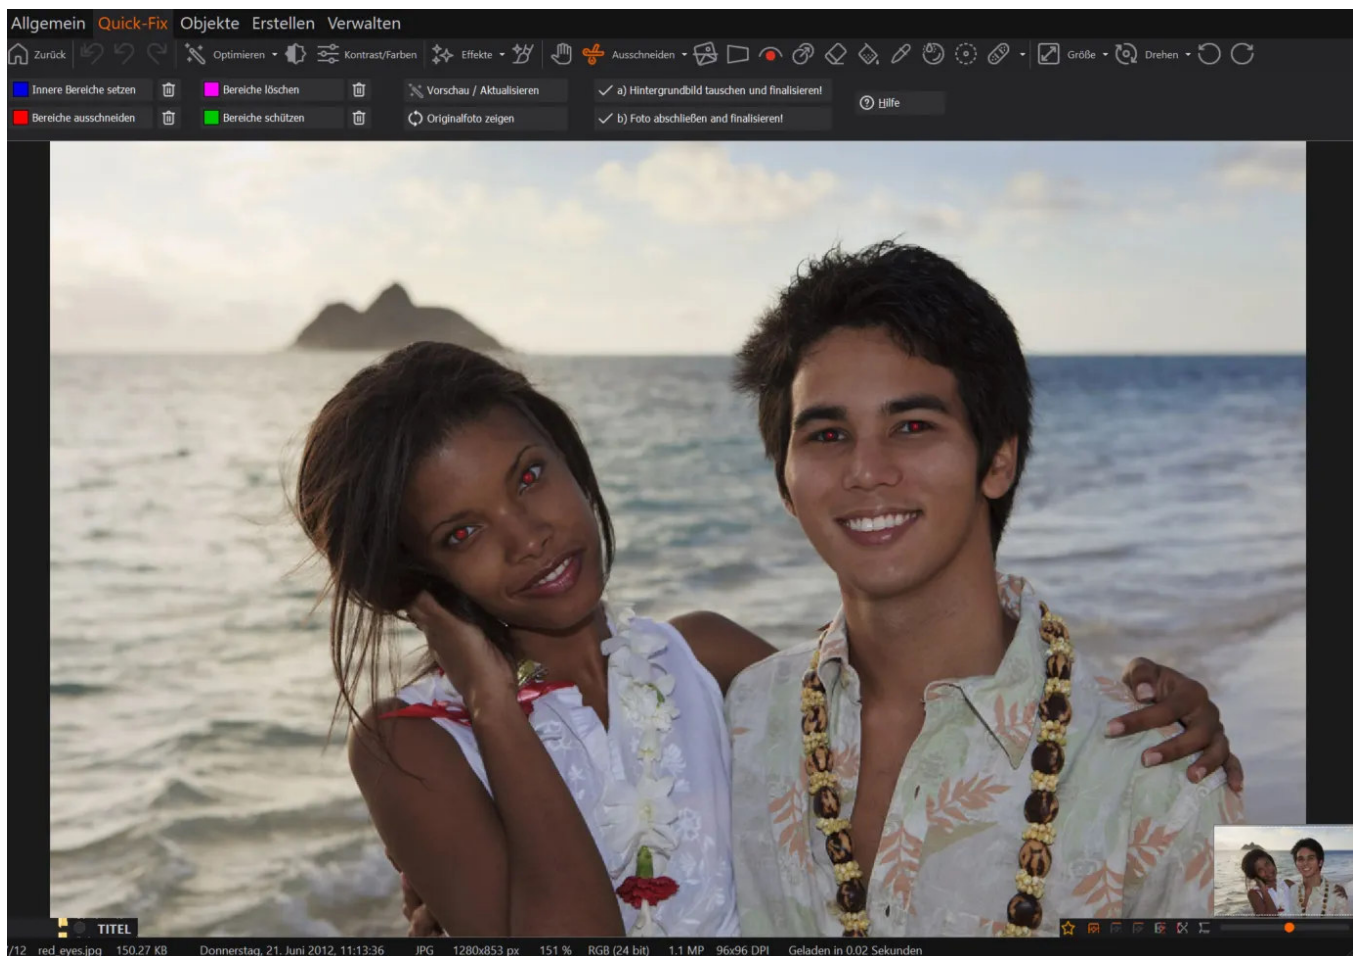 Allgemein Quick-Fix Objekte Erstellen Verwalten
Zurück Optimieren Kontrast/Farben Effekte Ausschneiden Größe Drehen
Innere Bereiche setzen Bereiche löschen Vorschau / Aktualisieren a) Hintergrundbild tauschen und finalisieren! Hilfe
Bereiche ausschneiden Bereiche schützen Originalfoto zeigen b) Foto abschließen and finalisieren!
TITEL
/12 red_eyes.jpg 150.27 KB Donnerstag, 21. Juni 2012, 11:13:36 JPG 1280x853 px 151 % RGB (24 bit) 1.1 MP 96x96 DPI Geladen in 0.02 Sekunden